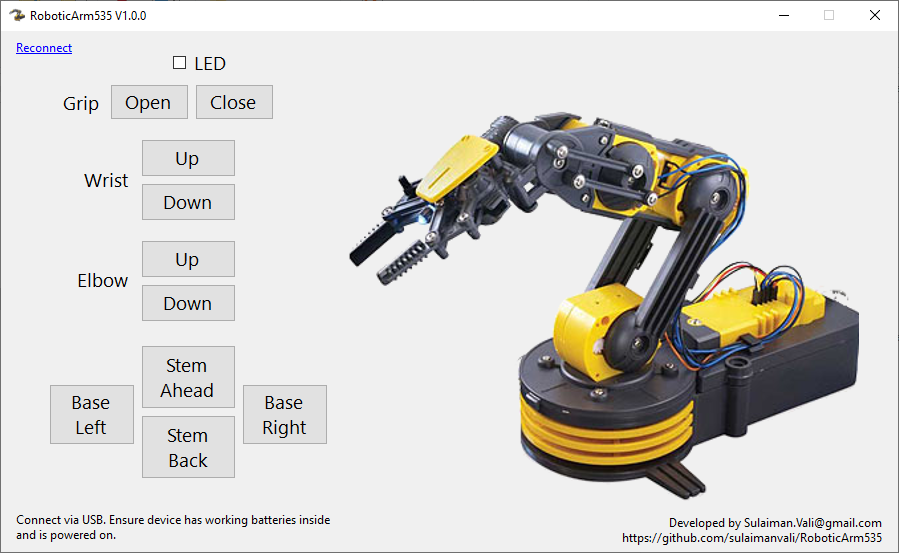 RoboticArm535 V1.0.0
Reconnect
LED
Grip
Open
Close
Wrist
Up
Down
Elbow
Up
Down
Stem
Ahead
Base
Left
Base
Right
Stem
Back
Connect via USB. Ensure device has working batteries inside
and is powered on.
Developed by Sulaiman.Vali@gmail.com
https://github.com/sulaimanvali/RoboticArm535